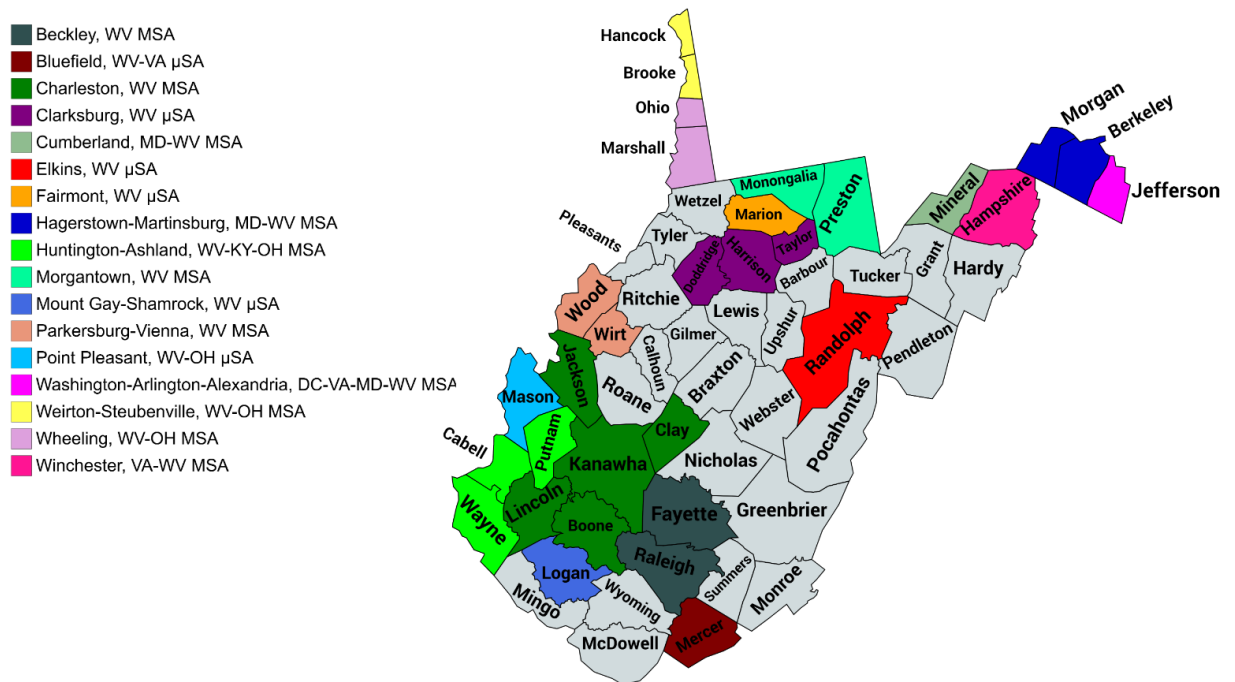 Beckley, WV MSA
Bluefield, WV-VA µSA
Charleston, WV MSA
Clarksburg, WV µSA
Cumberland, MD-WV MSA
Elkins, WV µSA
Fairmont, WV µSA
Hagerstown-Martinsburg, MD-WV MSA
Huntington-Ashland, WV-KY-OH MSA
Morgantown, WV MSA
Mount Gay-Shamrock, WV µSA
Parkersburg-Vienna, WV MSA
Point Pleasant, WV-OH µSA
Washington-Arlington-Alexandria, DC-VA-MD-WV MSA
Weirton-Steubenville, WV-OH MSA
Wheeling, WV-OH MSA
Winchester, VA-WV MSA
Hancock
Brooke
Ohio
Marshall
Morgan
Berkeley
Jefferson
Mineral
Hampshire
Monongalia
Preston
Wetzel
Marion
Pleasants
Tyler
Doddridge
Harrison
Taylor
Barbour
Tucker
Grant
Hardy
Wood
Ritchie
Wirt
Gilmer
Lewis
Upshur
Randolph
Pendleton
Jackson
Calhoun
Roane
Braxton
Webster
Pocahontas
Mason
Clay
Cabell
Putnam
Kanawha
Nicholas
Wayne
Lincoln
Boone
Fayette
Greenbrier
Logan
Raleigh
Summers
Monroe
Mingo
Wyoming
McDowell
Mercer